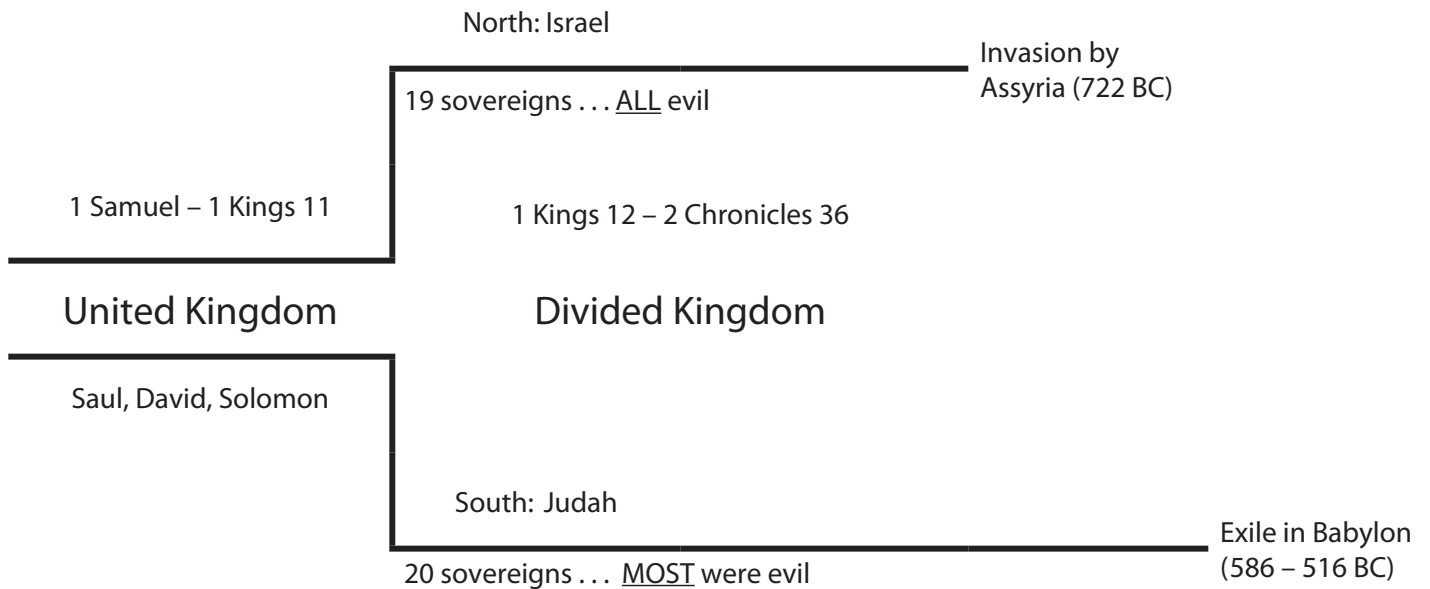 North: Israel
Invasion by
Assyria (722 BC)
19 sovereigns . . . ALL evil
1 Samuel – 1 Kings 11
1 Kings 12 – 2 Chronicles 36
United Kingdom
Divided Kingdom
Saul, David, Solomon
South: Judah
Exile in Babylon
(586 – 516 BC)
20 sovereigns . . . MOST were evil